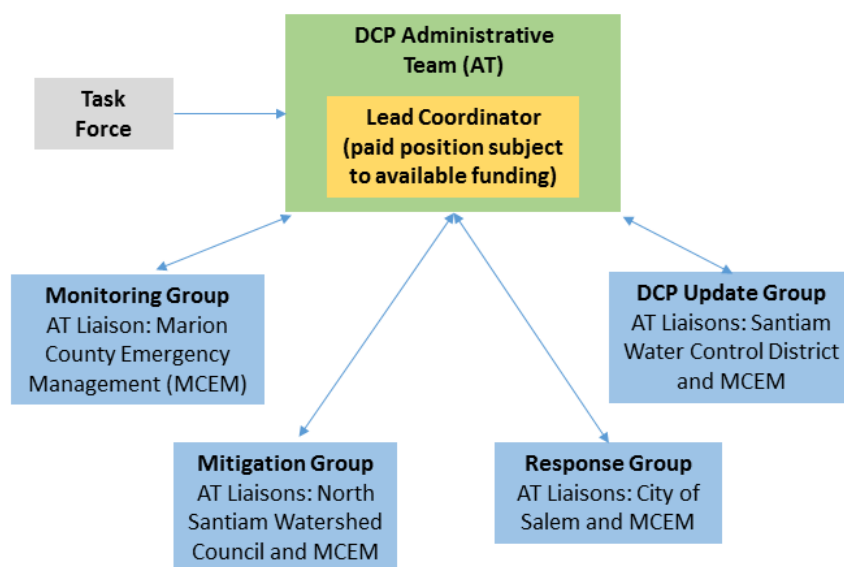 DCP Administrative
Team (AT)
Task
Force
Lead Coordinator
(paid position subject
to available funding)
Monitoring Group
AT Liaison: Marion
County Emergency
Management (MCEM)
DCP Update Group
AT Liaisons: Santiam
Water Control District
and MCEM
Mitigation Group
AT Liaisons: North
Santiam Watershed
Council and MCEM
Response Group
AT Liaisons: City of
Salem and MCEM